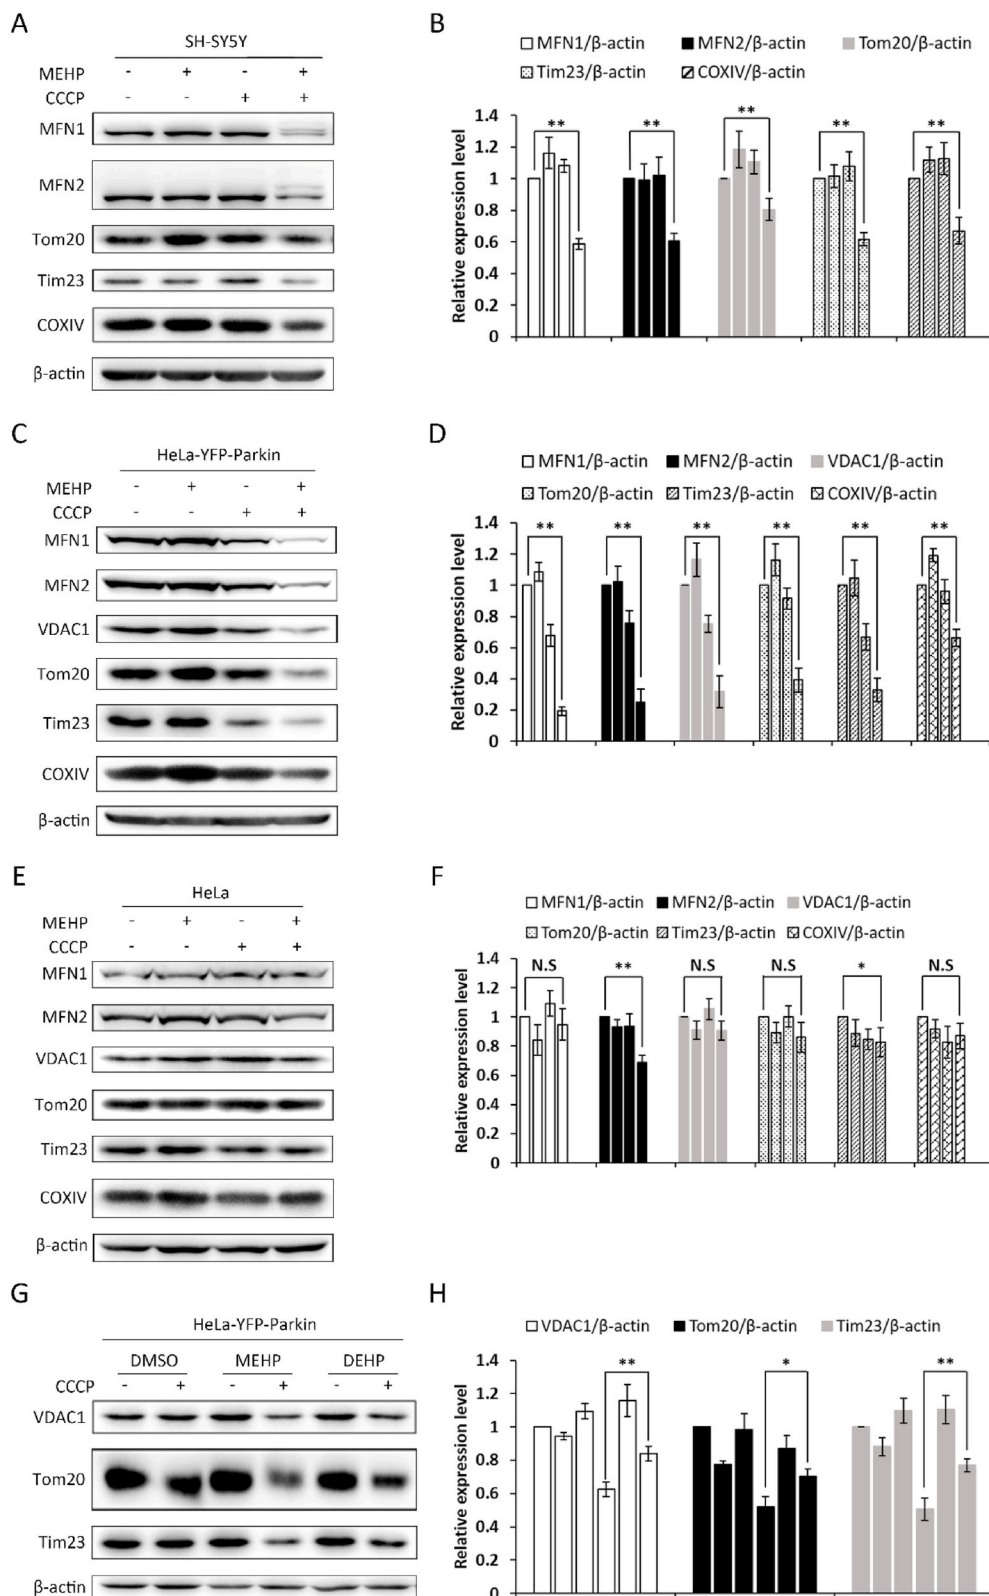 A
SH-SY5Y
MEHP - + - +
CCCP - - + +
MFN1
MFN2
Tom20
Tim23
COXIV
β-actin
B
MFN1/β-actin MFN2/β-actin Tom20/β-actin
Tim23/β-actin COXIV/β-actin
Relative expression level
1.4
1.2
1
0.8
0.6
0.4
0.2
0
** ** ** ** **
C
HeLa-YFP-Parkin
MEHP - + - +
CCCP - - + +
MFN1
MFN2
VDAC1
Tom20
Tim23
COXIV
β-actin
D
MFN1/β-actin MFN2/β-actin VDAC1/β-actin
Tom20/β-actin Tim23/β-actin COXIV/β-actin
Relative expression level
1.4
1.2
1
0.8
0.6
0.4
0.2
0
** ** ** ** ** **
E
HeLa
MEHP - + - +
CCCP - - + +
MFN1
MFN2
VDAC1
Tom20
Tim23
COXIV
β-actin
F
MFN1/β-actin MFN2/β-actin VDAC1/β-actin
Tom20/β-actin Tim23/β-actin COXIV/β-actin
Relative expression level
1.4
1.2
1
0.8
0.6
0.4
0.2
0
N.S ** N.S N.S * N.S
G
HeLa-YFP-Parkin
DMSO MEHP DEHP
CCCP - + - + - +
VDAC1
Tom20
Tim23
β-actin
H
VDAC1/β-actin Tom20/β-actin Tim23/β-actin
Relative expression level
1.4
1.2
1
0.8
0.6
0.4
0.2
0
** * **